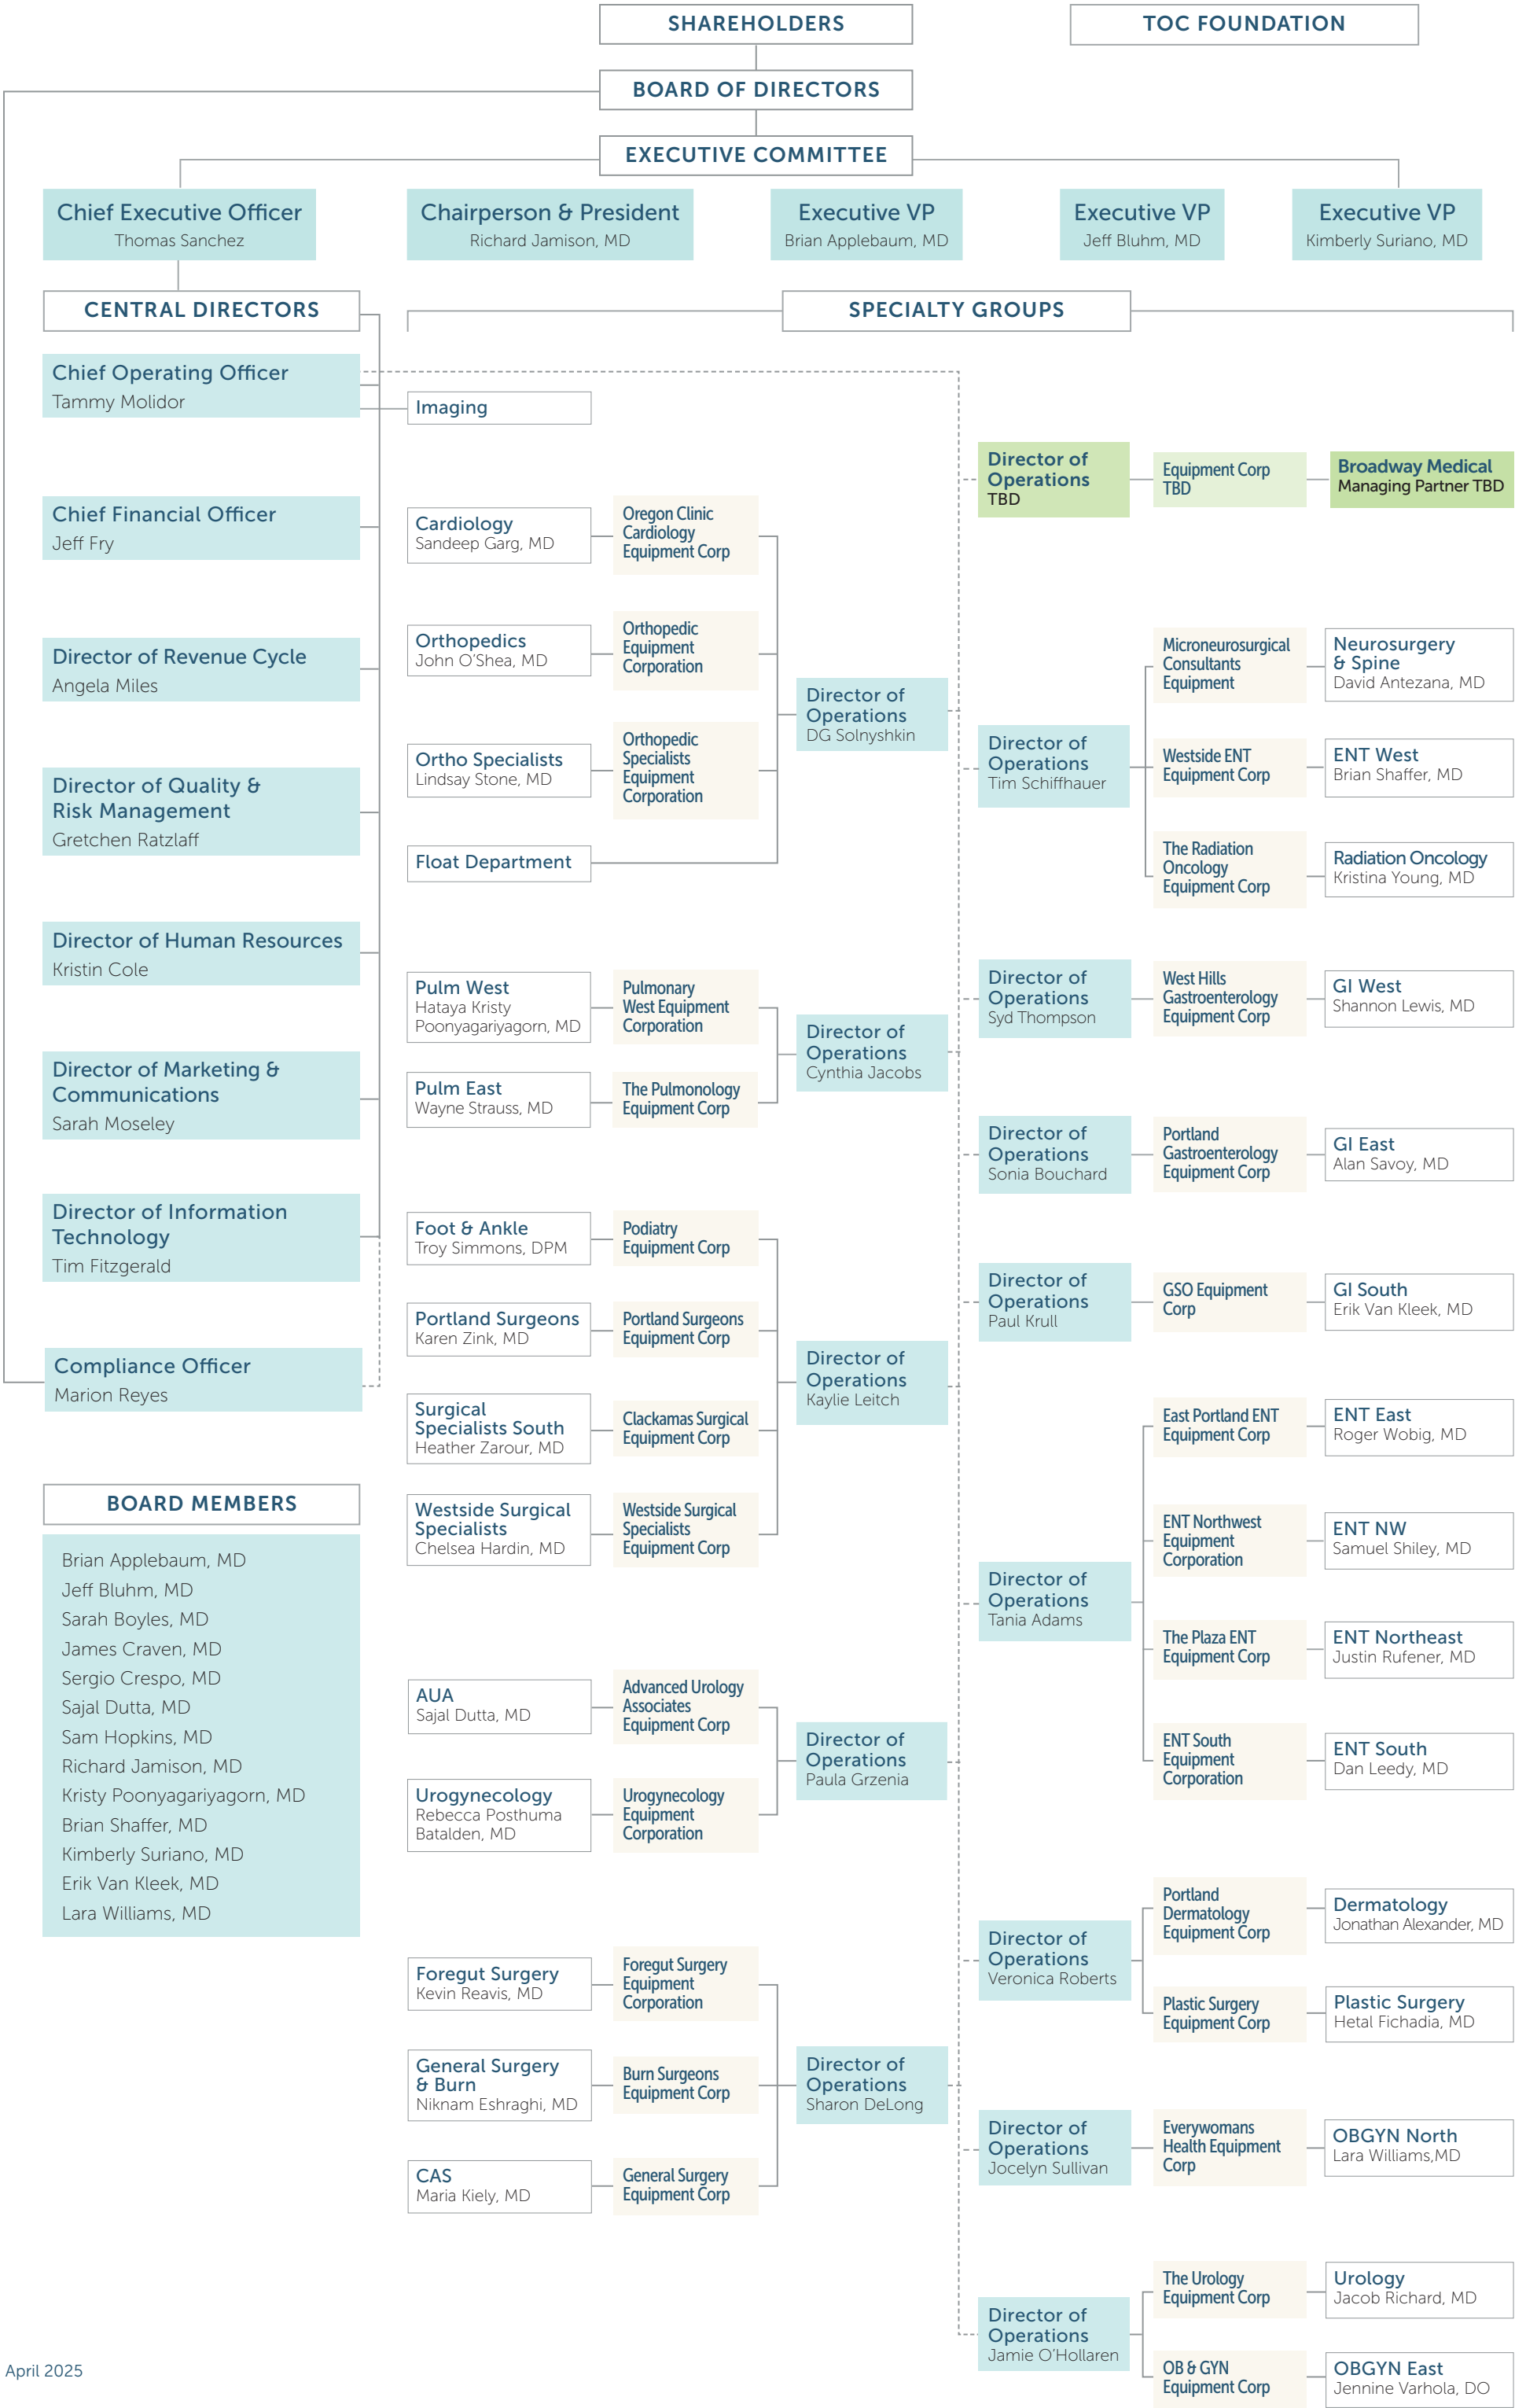 SHAREHOLDERS
TOC FOUNDATION
BOARD OF DIRECTORS
EXECUTIVE COMMITTEE
Chief Executive Officer
Thomas Sanchez
Chairperson & President
Richard Jamison, MD
Executive VP
Brian Applebaum, MD
Executive VP
Jeff Bluhm, MD
Executive VP
Kimberly Suriano, MD
CENTRAL DIRECTORS
Chief Operating Officer
Tammy Molidor
Chief Financial Officer
Jeff Fry
Director of Revenue Cycle
Angela Miles
Director of Quality &
Risk Management
Gretchen Ratzlaff
Director of Human Resources
Kristin Cole
Director of Marketing &
Communications
Sarah Moseley
Director of Information
Technology
Tim Fitzgerald
Compliance Officer
Marion Reyes
BOARD MEMBERS
Brian Applebaum, MD
Jeff Bluhm, MD
Sarah Boyles, MD
James Craven, MD
Sergio Crespo, MD
Sajal Dutta, MD
Sam Hopkins, MD
Richard Jamison, MD
Kristy Poonyagariyagorn, MD
Brian Shaffer, MD
Kimberly Suriano, MD
Erik Van Kleek, MD
Lara Williams, MD
SPECIALTY GROUPS
Imaging
Cardiology
Sandeep Garg, MD
Oregon Clinic
Cardiology
Equipment Corp
Orthopedics
John O'Shea, MD
Orthopedic
Equipment
Corporation
Ortho Specialists
Lindsay Stone, MD
Orthopedic
Specialists
Equipment
Corporation
Float Department
Director of
Operations
DG Solnyshkin
Pulm West
Hataya Kristy
Poonyagariyagorn, MD
Pulmonary
West Equipment
Corporation
Pulm East
Wayne Strauss, MD
The Pulmonology
Equipment Corp
Director of
Operations
Cynthia Jacobs
Foot & Ankle
Troy Simmons, DPM
Podiatry
Equipment Corp
Portland Surgeons
Karen Zink, MD
Portland Surgeons
Equipment Corp
Surgical
Specialists South
Heather Zarour, MD
Clackamas Surgical
Equipment Corp
Westside Surgical
Specialists
Chelsea Hardin, MD
Westside Surgical
Specialists
Equipment Corp
Director of
Operations
Kaylie Leitch
AUA
Sajal Dutta, MD
Advanced Urology
Associates
Equipment Corp
Urogynecology
Rebecca Posthuma
Batalden, MD
Urogynecology
Equipment
Corporation
Director of
Operations
Paula Grzenia
Foregut Surgery
Kevin Reavis, MD
Foregut Surgery
Equipment
Corporation
General Surgery
& Burn
Niknam Eshraghi, MD
Burn Surgeons
Equipment Corp
CAS
Maria Kiely, MD
General Surgery
Equipment Corp
Director of
Operations
Sharon DeLong
Director of
Operations
TBD
Equipment Corp
TBD
Broadway Medical
Managing Partner TBD
Director of
Operations
Tim Schiffhauer
Microneurosurgical
Consultants
Equipment
Neurosurgery
& Spine
David Antezana, MD
Westside ENT
Equipment Corp
ENT West
Brian Shaffer, MD
The Radiation
Oncology
Equipment Corp
Radiation Oncology
Kristina Young, MD
Director of
Operations
Syd Thompson
West Hills
Gastroenterology
Equipment Corp
GI West
Shannon Lewis, MD
Director of
Operations
Sonia Bouchard
Portland
Gastroenterology
Equipment Corp
GI East
Alan Savoy, MD
Director of
Operations
Paul Krull
GSO Equipment
Corp
GI South
Erik Van Kleek, MD
Director of
Operations
Tania Adams
East Portland ENT
Equipment Corp
ENT East
Roger Wobig, MD
ENT Northwest
Equipment
Corporation
ENT NW
Samuel Shiley, MD
The Plaza ENT
Equipment Corp
ENT Northeast
Justin Rufener, MD
ENT South
Equipment
Corporation
ENT South
Dan Leedy, MD
Director of
Operations
Veronica Roberts
Portland
Dermatology
Equipment Corp
Dermatology
Jonathan Alexander, MD
Plastic Surgery
Equipment Corp
Plastic Surgery
Hetal Fichadia, MD
Director of
Operations
Jocelyn Sullivan
Everywomans
Health Equipment
Corp
OBGYN North
Lara Williams,MD
Director of
Operations
Jamie O'Hollaren
The Urology
Equipment Corp
Urology
Jacob Richard, MD
OB & GYN
Equipment Corp
OBGYN East
Jennine Varhola, DO
April 2025